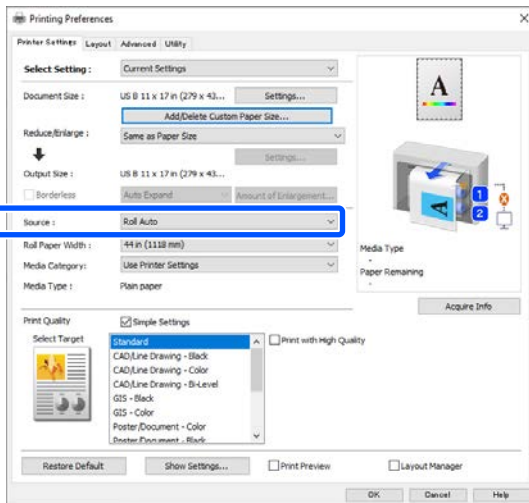 Printing Preferences
Printer Settings Layout Advanced Utility
Select Setting : Current Settings
Document Size : US B 11 x 17 in (279 x 43... Settings...
Add/Delete Custom Paper Size...
Reduce/Enlarge : Same as Paper Size
Settings...
Output Size : US B 11 x 17 in (279 x 43...
Borderless Auto Expand Amount of Enlargement...
Source : Roll Auto
Roll Paper Width : 44 in (1118 mm)
Media Category: Use Printer Settings
Media Type : Plain paper
A
A
1
2
Media Type
-
Paper Remaining
-
Acquire Info
Print Quality Simple Settings
Select Target Standard Print with High Quality
CAD/Line Drawing - Black
CAD/Line Drawing - Color
CAD/Line Drawing - Bi-Level
GIS - Black
GIS - Color
Poster/Document - Color
Poster/Document - Black
Restore Default Show Settings... Print Preview Layout Manager
OK Cancel Help